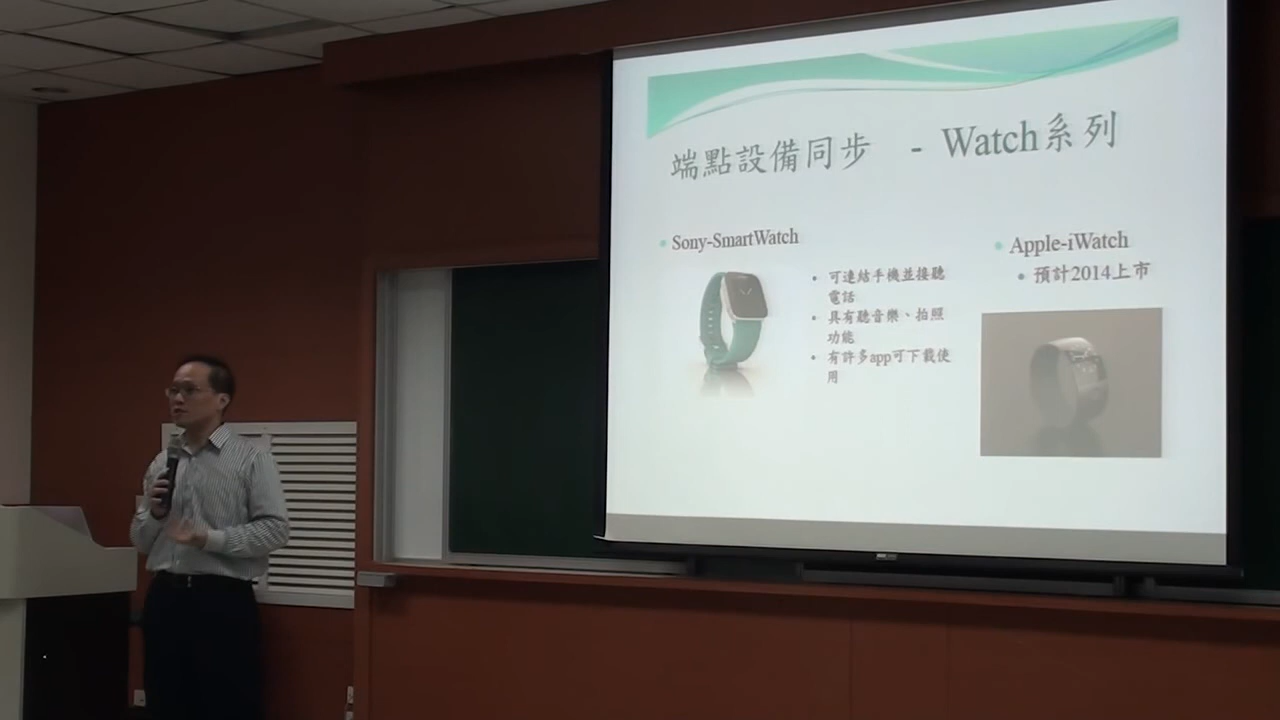 端點設備同步 - Watch系列
• Sony-SmartWatch
• 可連結手機並接聽
電話
• 具有聽音樂、拍照
功能
• 有許多app可下載使
用
• Apple-iWatch
• 預計2014上市